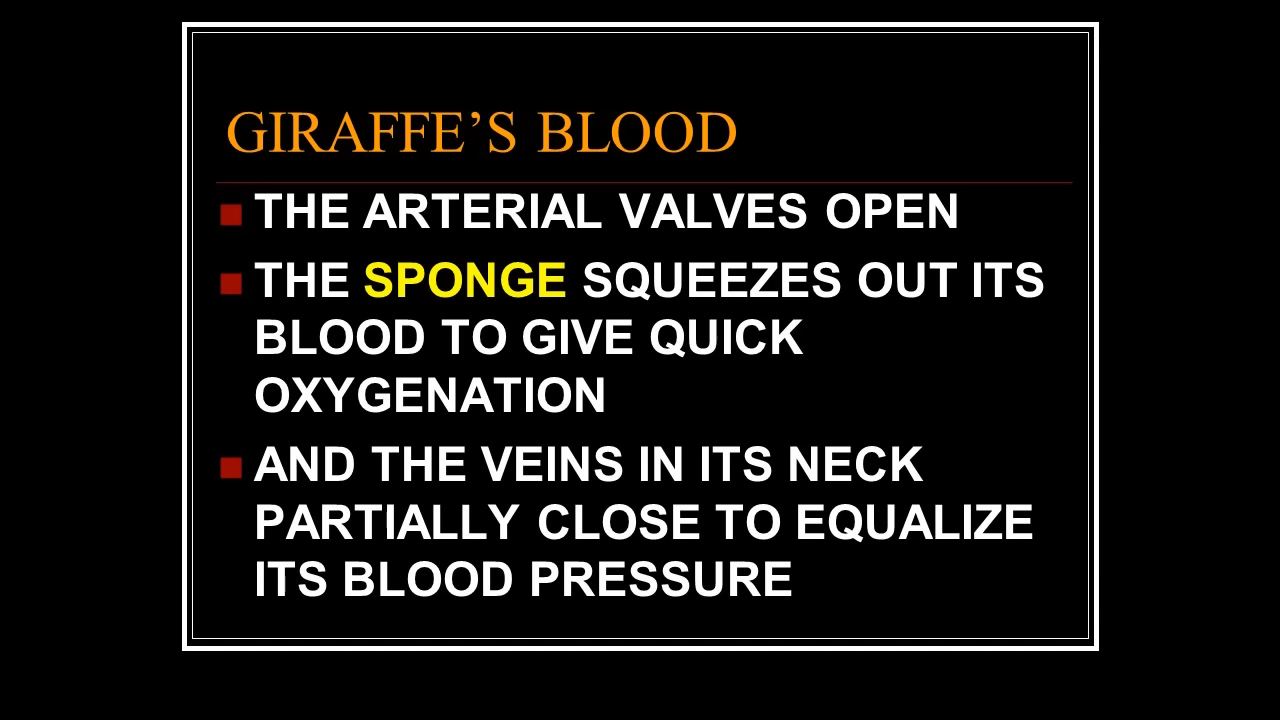 GIRAFFE’S BLOOD
THE ARTERIAL VALVES OPEN
THE SPONGE SQUEEZES OUT ITS
BLOOD TO GIVE QUICK
OXYGENATION
AND THE VEINS IN ITS NECK
PARTIALLY CLOSE TO EQUALIZE
ITS BLOOD PRESSURE